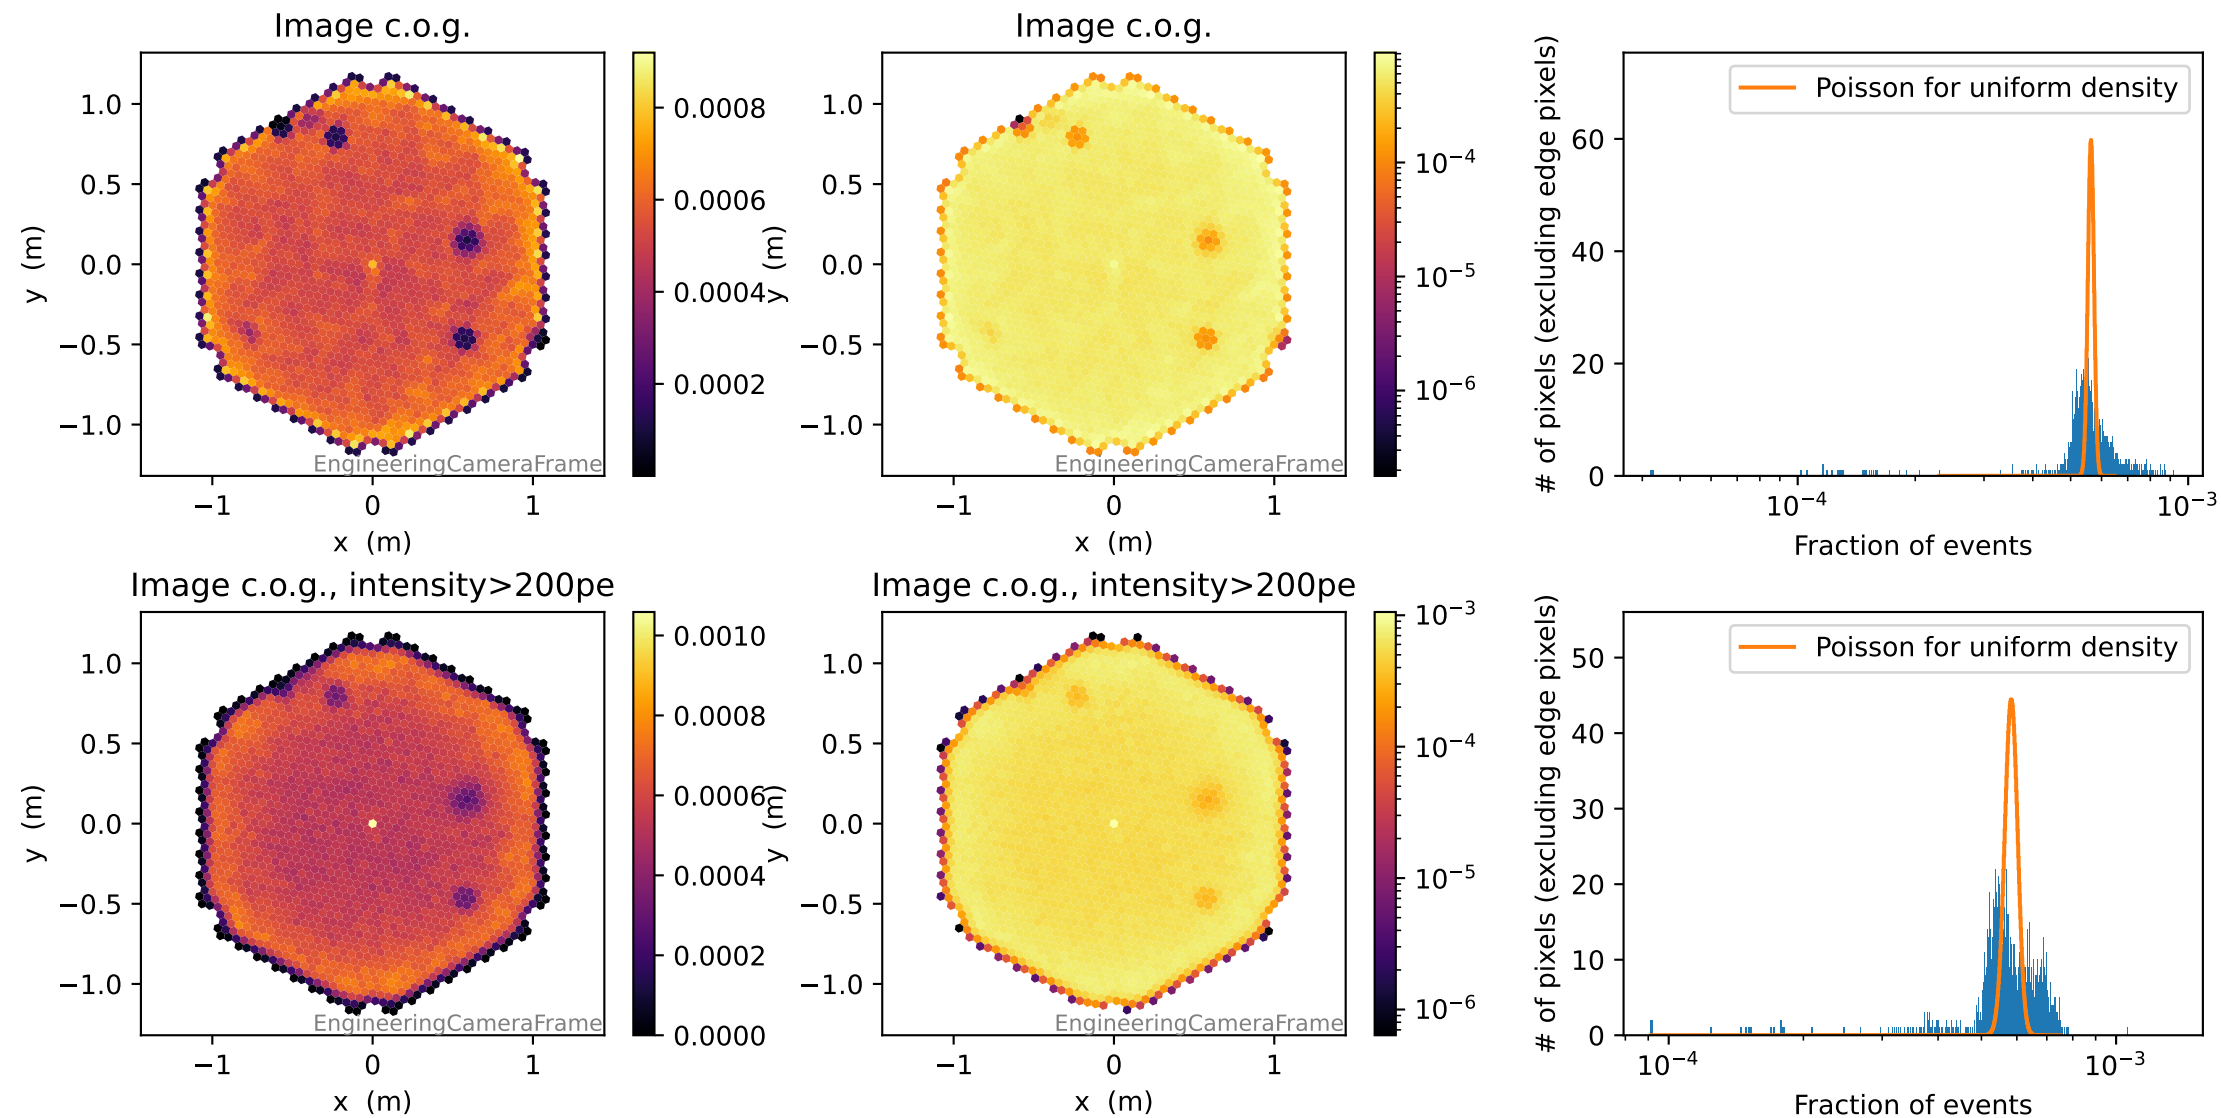 Image c.o.g.
y (m)
1.0
0.5
0.0
−0.5
−1.0
−1
0
1
x (m)
EngineeringCameraFrame
0.0008
0.0006
0.0004
0.0002
Image c.o.g.
y (m)
1.0
0.5
0.0
−0.5
−1.0
−1
0
1
x (m)
EngineeringCameraFrame
10⁻⁴
10⁻⁵
10⁻⁶
# of pixels (excluding edge pixels)
60
40
20
0
Poisson for uniform density
10⁻⁴
10⁻³
Fraction of events
Image c.o.g., intensity>200pe
y (m)
1.0
0.5
0.0
−0.5
−1.0
−1
0
1
x (m)
EngineeringCameraFrame
0.0010
0.0008
0.0006
0.0004
0.0002
0.0000
Image c.o.g., intensity>200pe
y (m)
1.0
0.5
0.0
−0.5
−1.0
−1
0
1
x (m)
EngineeringCameraFrame
10⁻³
10⁻⁴
10⁻⁵
10⁻⁶
# of pixels (excluding edge pixels)
50
40
30
20
10
0
Poisson for uniform density
10⁻⁴
10⁻³
Fraction of events